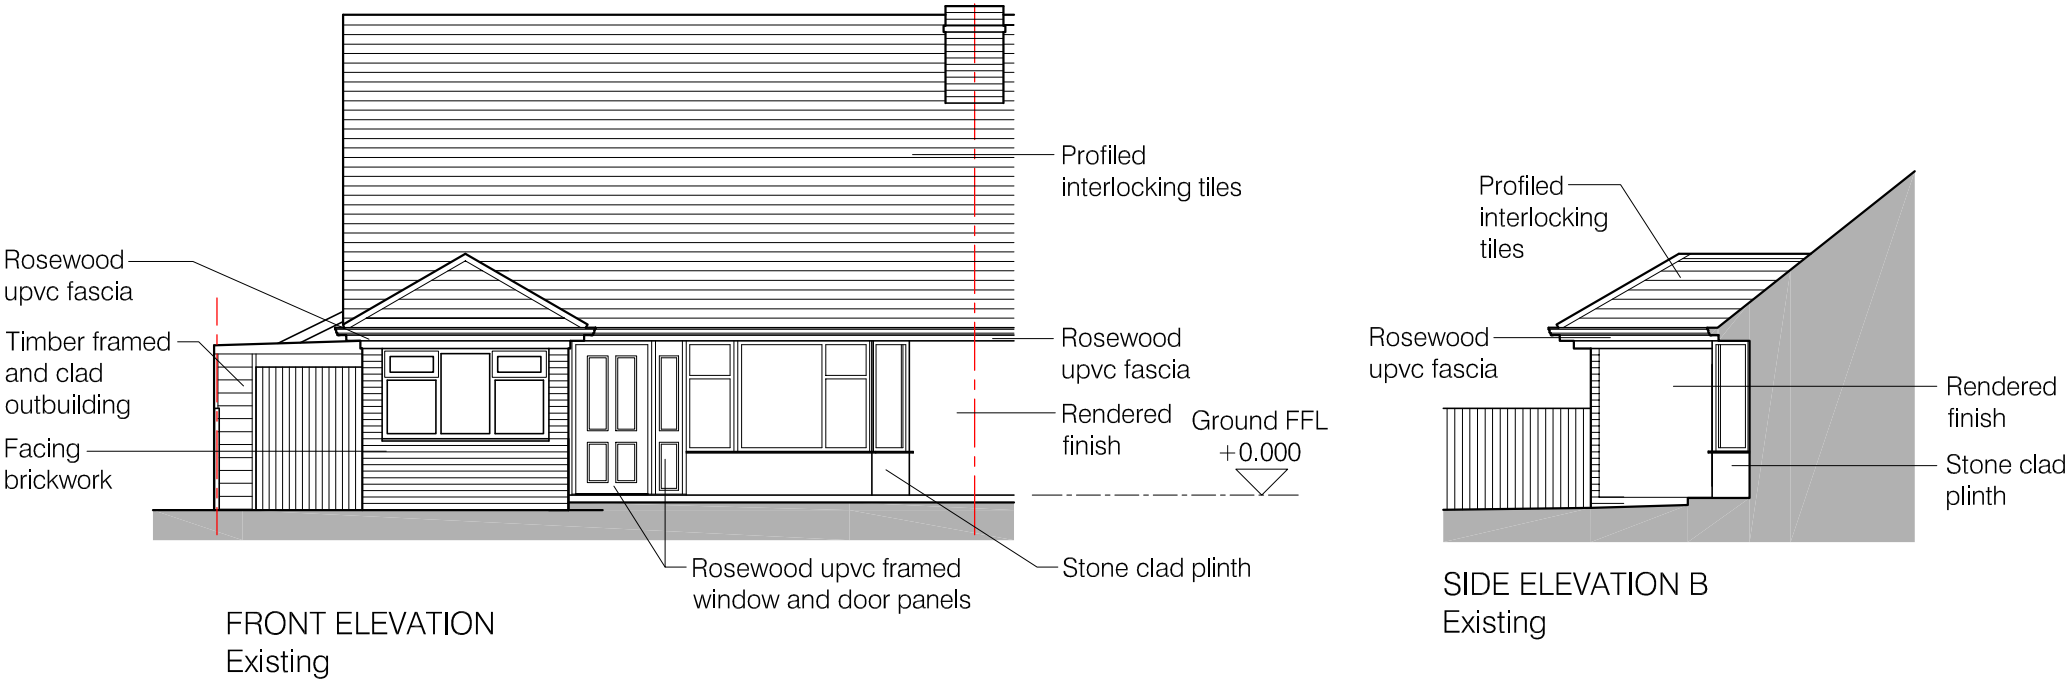 Profiled
interlocking tiles
Rosewood
upvc fascia
Timber framed
and clad
outbuilding
Facing
brickwork
Rosewood
upvc fascia
Rendered
finish
Ground FFL
+0.000
Rosewood upvc framed
window and door panels
Stone clad plinth
FRONT ELEVATION
Existing
Profiled
interlocking
tiles
Rosewood
upvc fascia
Rendered
finish
Stone clad
plinth
SIDE ELEVATION B
Existing